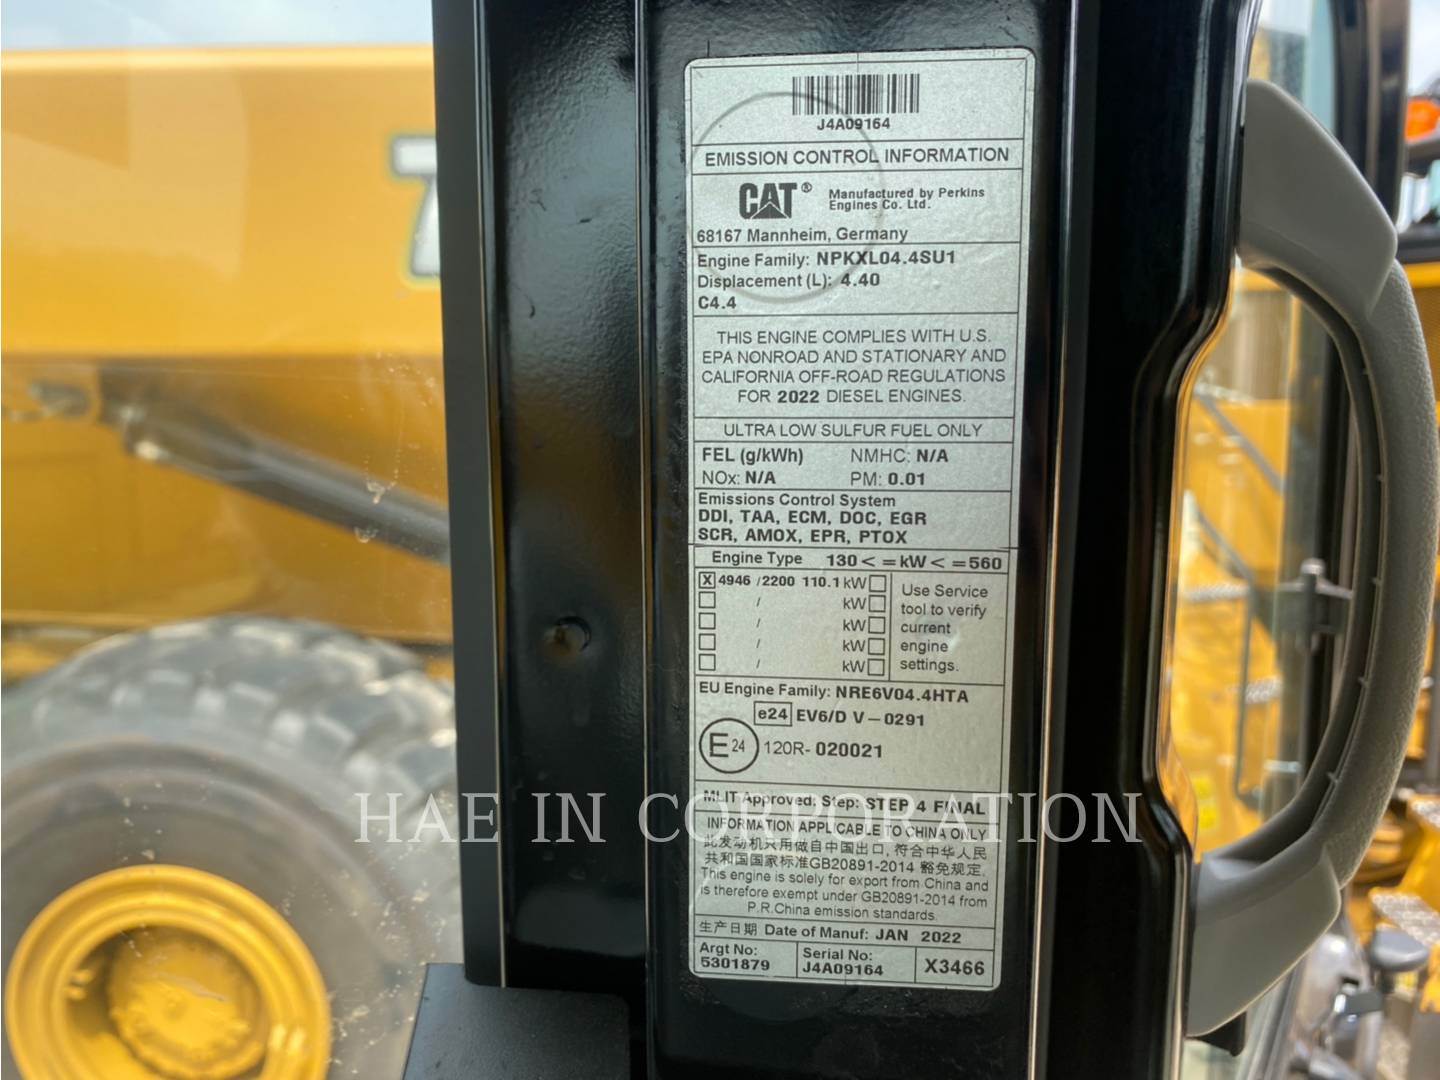 J4A09164
EMISSION CONTROL INFORMATION
CAT® Manufactured by Perkins
Engines Co. Ltd.
68167 Mannheim, Germany
Engine Family: NPKXL04.4SU1
Displacement (L): 4.40
C4.4
THIS ENGINE COMPLIES WITH U.S.
EPA NONROAD AND STATIONARY AND
CALIFORNIA OFF-ROAD REGULATIONS
FOR 2022 DIESEL ENGINES.
ULTRA LOW SULFUR FUEL ONLY
FEL (g/kWh) NMHC: N/A
NOx: N/A PM: 0.01
Emissions Control System
DDI, TAA, ECM, DOC, EGR
SCR, AMOX, EPR, PTOX
Engine Type 130 < = kW < = 560
X 4946 / 2200 110.1 kW
/ kW
/ kW
/ kW
/ kW
Use Service
tool to verify
current
engine
settings.
EU Engine Family: NRE6V04.4HTA
e24 EV6/D V-0291
E24 120R- 020021
MLIT Approved: Step: STEP 4 FINAL
HAE IN CORPORATION
INFORMATION APPLICABLE TO CHINA ONLY
此发动机只用做自中国出口, 符合中华人民
共和国国家标准GB20891-2014 豁免规定.
This engine is solely for export from China and
is therefore exempt under GB20891-2014 from
P.R.China emission standards
生产日期 Date of Manuf: JAN 2022
Argt No:
5301879
Serial No:
J4A09164
X3466
7